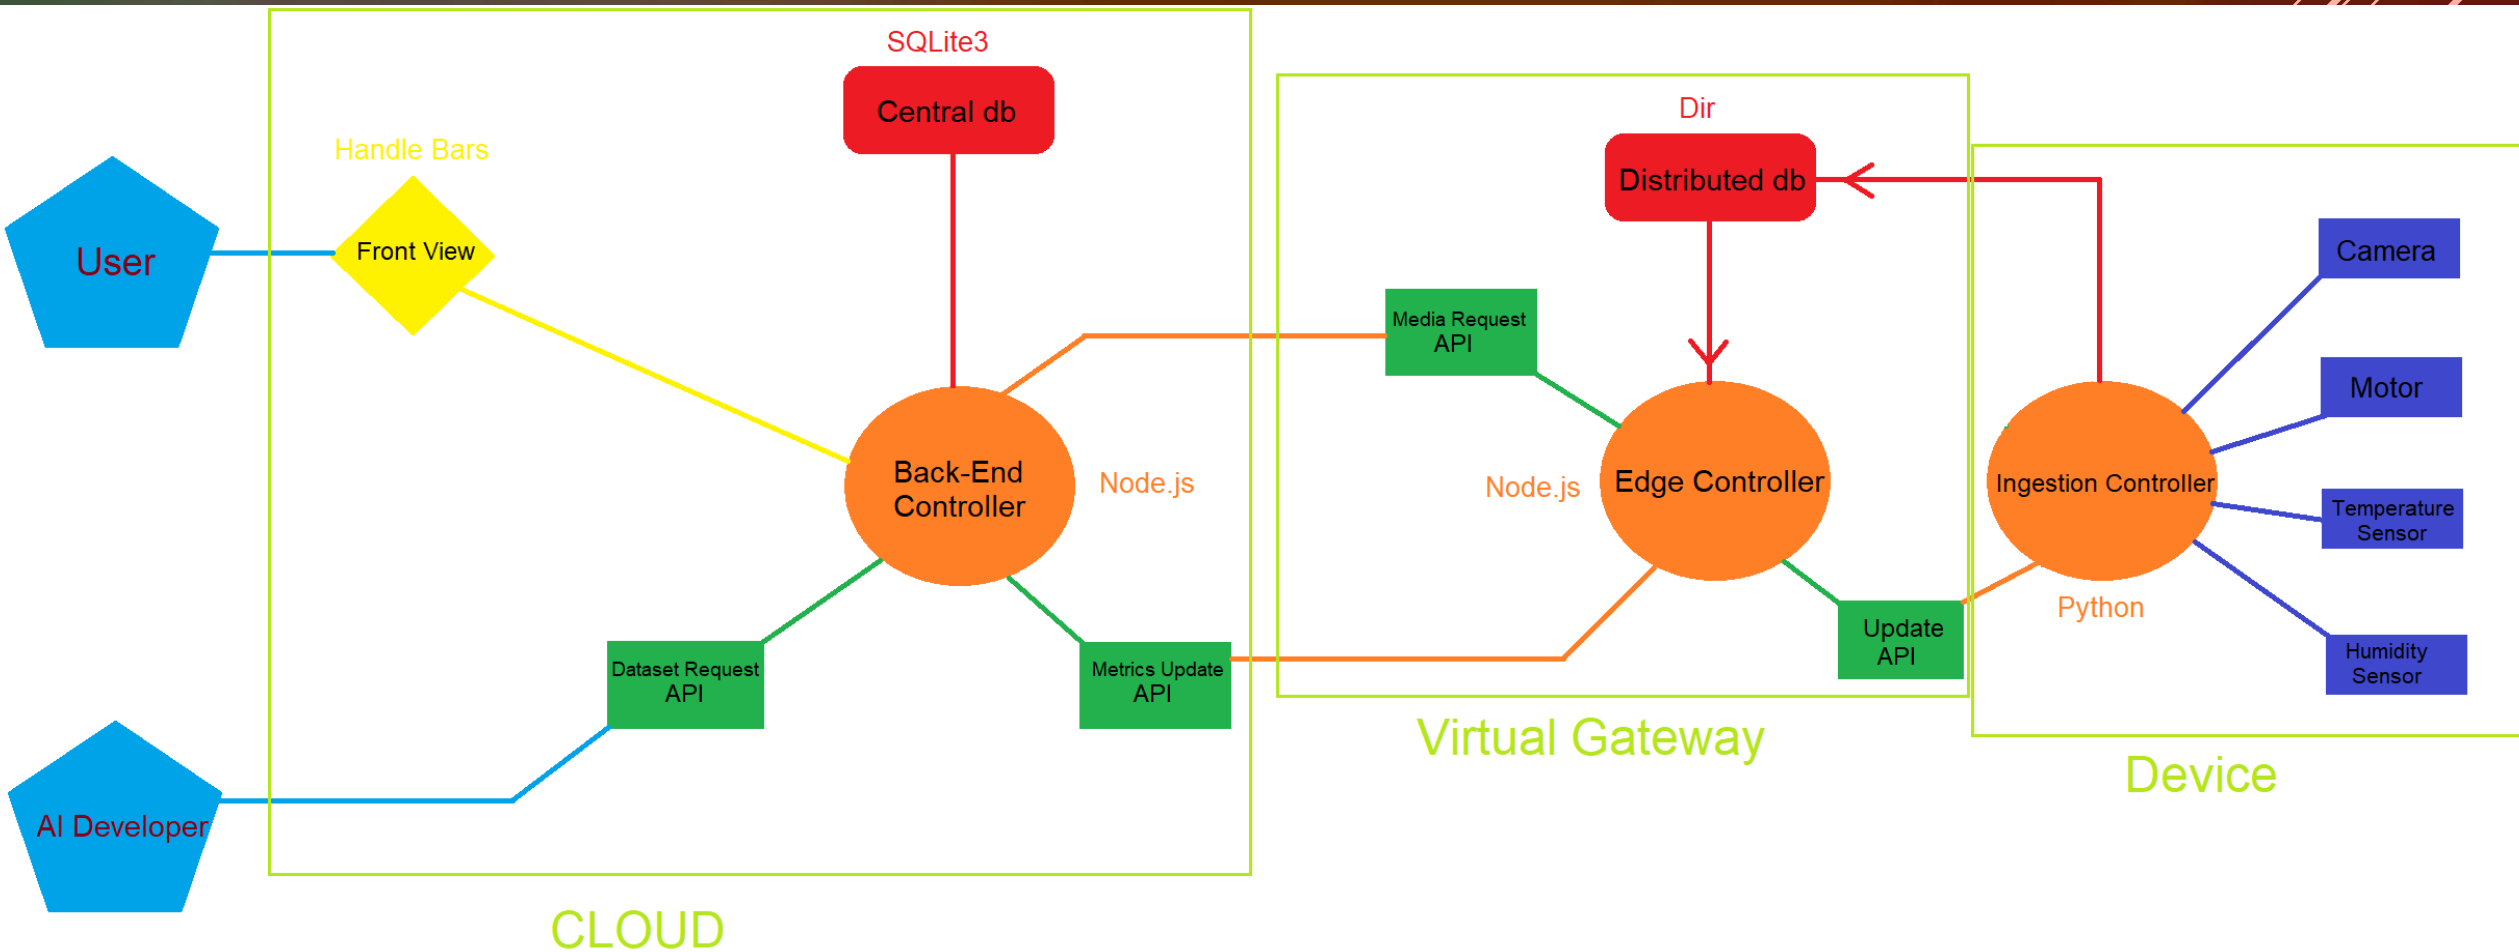 SQLite3
Central db
Dir
Distributed db
Handle Bars
User
Front View
Camera
Media Request
API
Motor
Back-End
Controller
Node.js
Node.js
Edge Controller
Ingestion Controller
Temperature
Sensor
Python
Update
API
Humidity
Sensor
Dataset Request
API
Metrics Update
API
Virtual Gateway
Device
AI Developer
CLOUD